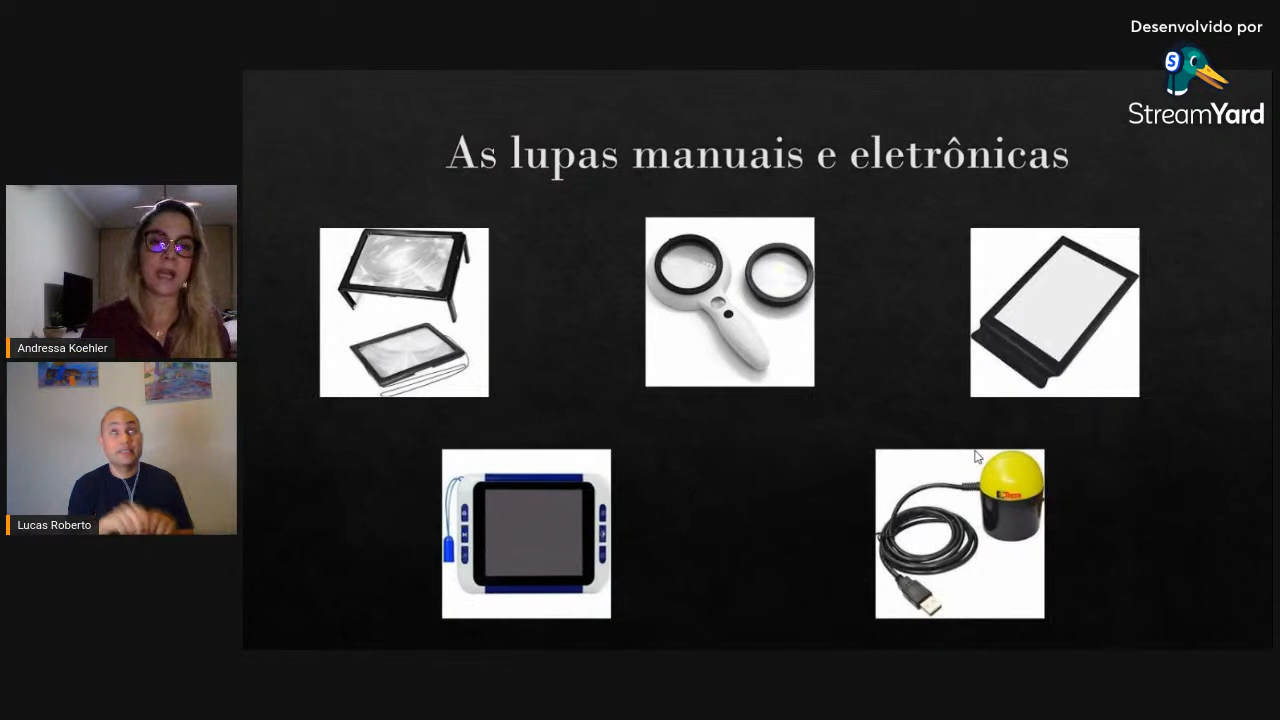 Desenvolvido por
StreamYard
As lupas manuais e eletrônicas
Andressa Koehler
Lucas Roberto